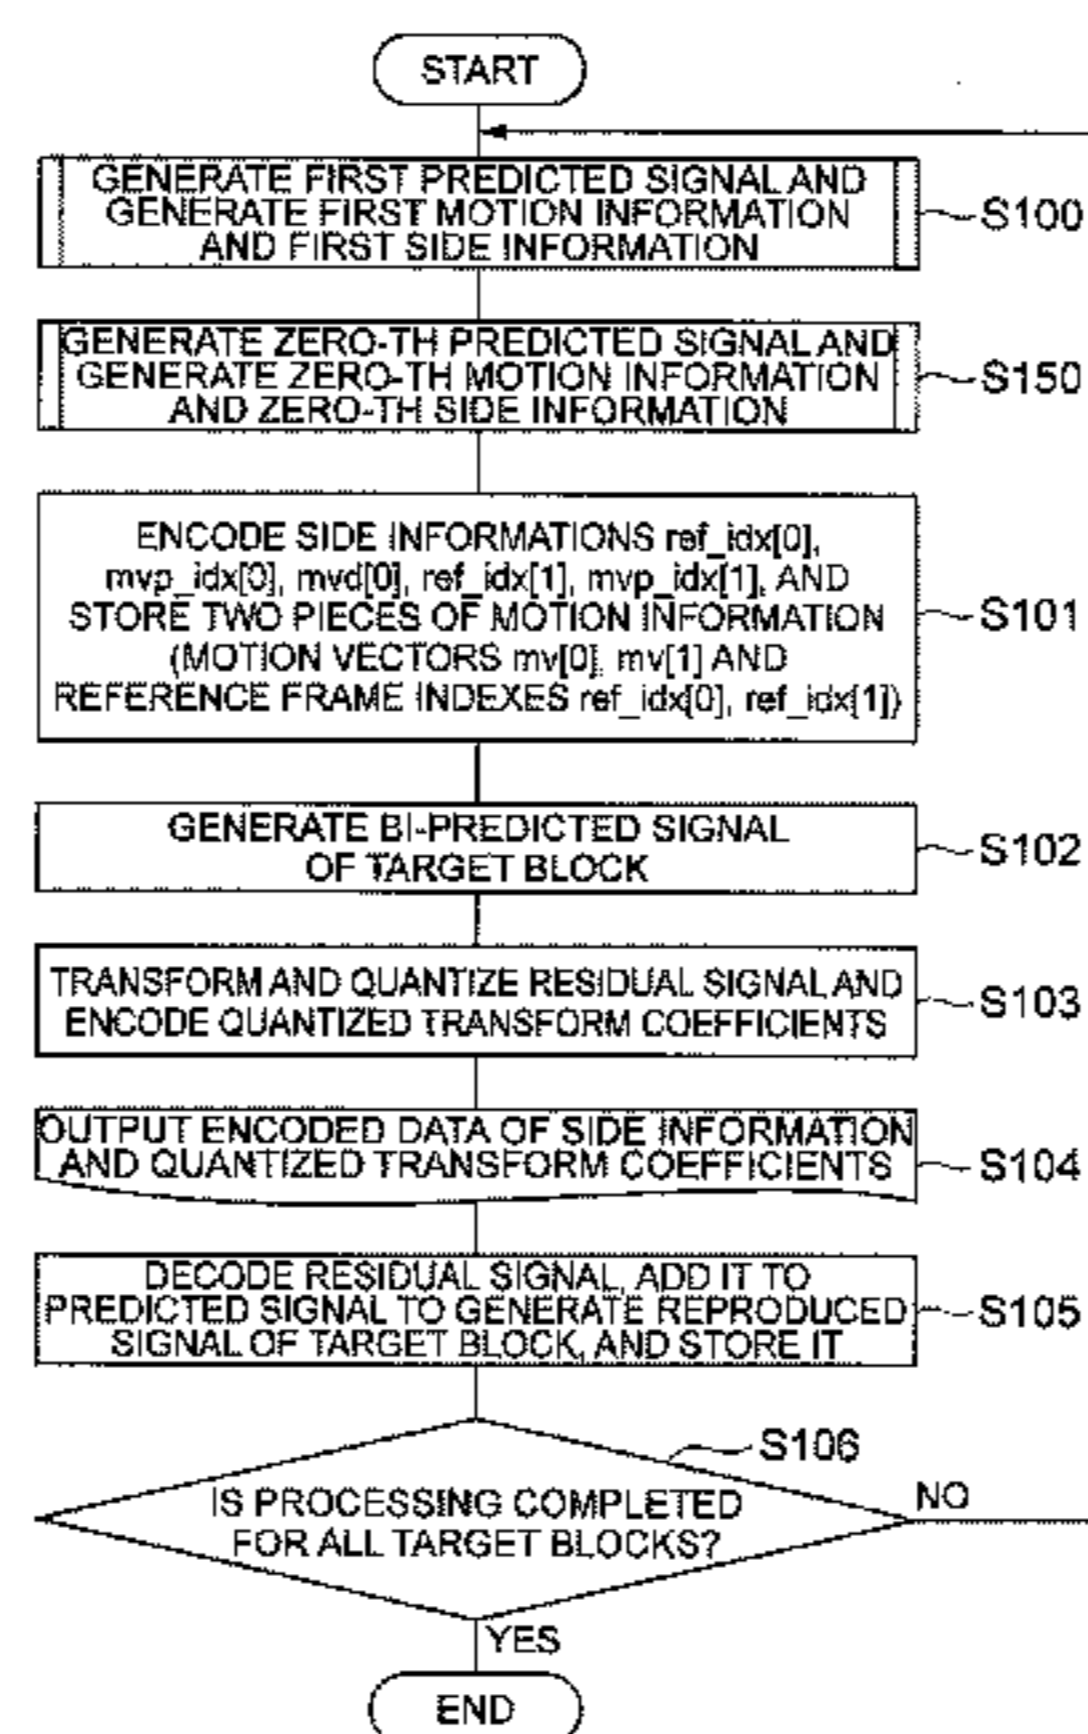 START
GENERATE FIRST PREDICTED SIGNAL AND
GENERATE FIRST MOTION INFORMATION
AND FIRST SIDE INFORMATION
S100
GENERATE ZERO-TH PREDICTED SIGNAL AND
GENERATE ZERO-TH MOTION INFORMATION
AND ZERO-TH SIDE INFORMATION
S150
ENCODE SIDE INFORMATIONS ref_idx[0],
mvp_idx[0], mvd[0], ref_idx[1], mvp_idx[1], AND
STORE TWO PIECES OF MOTION INFORMATION
(MOTION VECTORS mv[0], mv[1] AND
REFERENCE FRAME INDEXES ref_idx[0], ref_idx[1])
S101
GENERATE BI-PREDICTED SIGNAL
OF TARGET BLOCK
S102
TRANSFORM AND QUANTIZE RESIDUAL SIGNAL AND
ENCODE QUANTIZED TRANSFORM COEFFICIENTS
S103
OUTPUT ENCODED DATA OF SIDE INFORMATION
AND QUANTIZED TRANSFORM COEFFICIENTS
S104
DECODE RESIDUAL SIGNAL, ADD IT TO
PREDICTED SIGNAL TO GENERATE REPRODUCED
SIGNAL OF TARGET BLOCK, AND STORE IT
S105
S106
IS PROCESSING COMPLETED
FOR ALL TARGET BLOCKS?
NO
YES
END